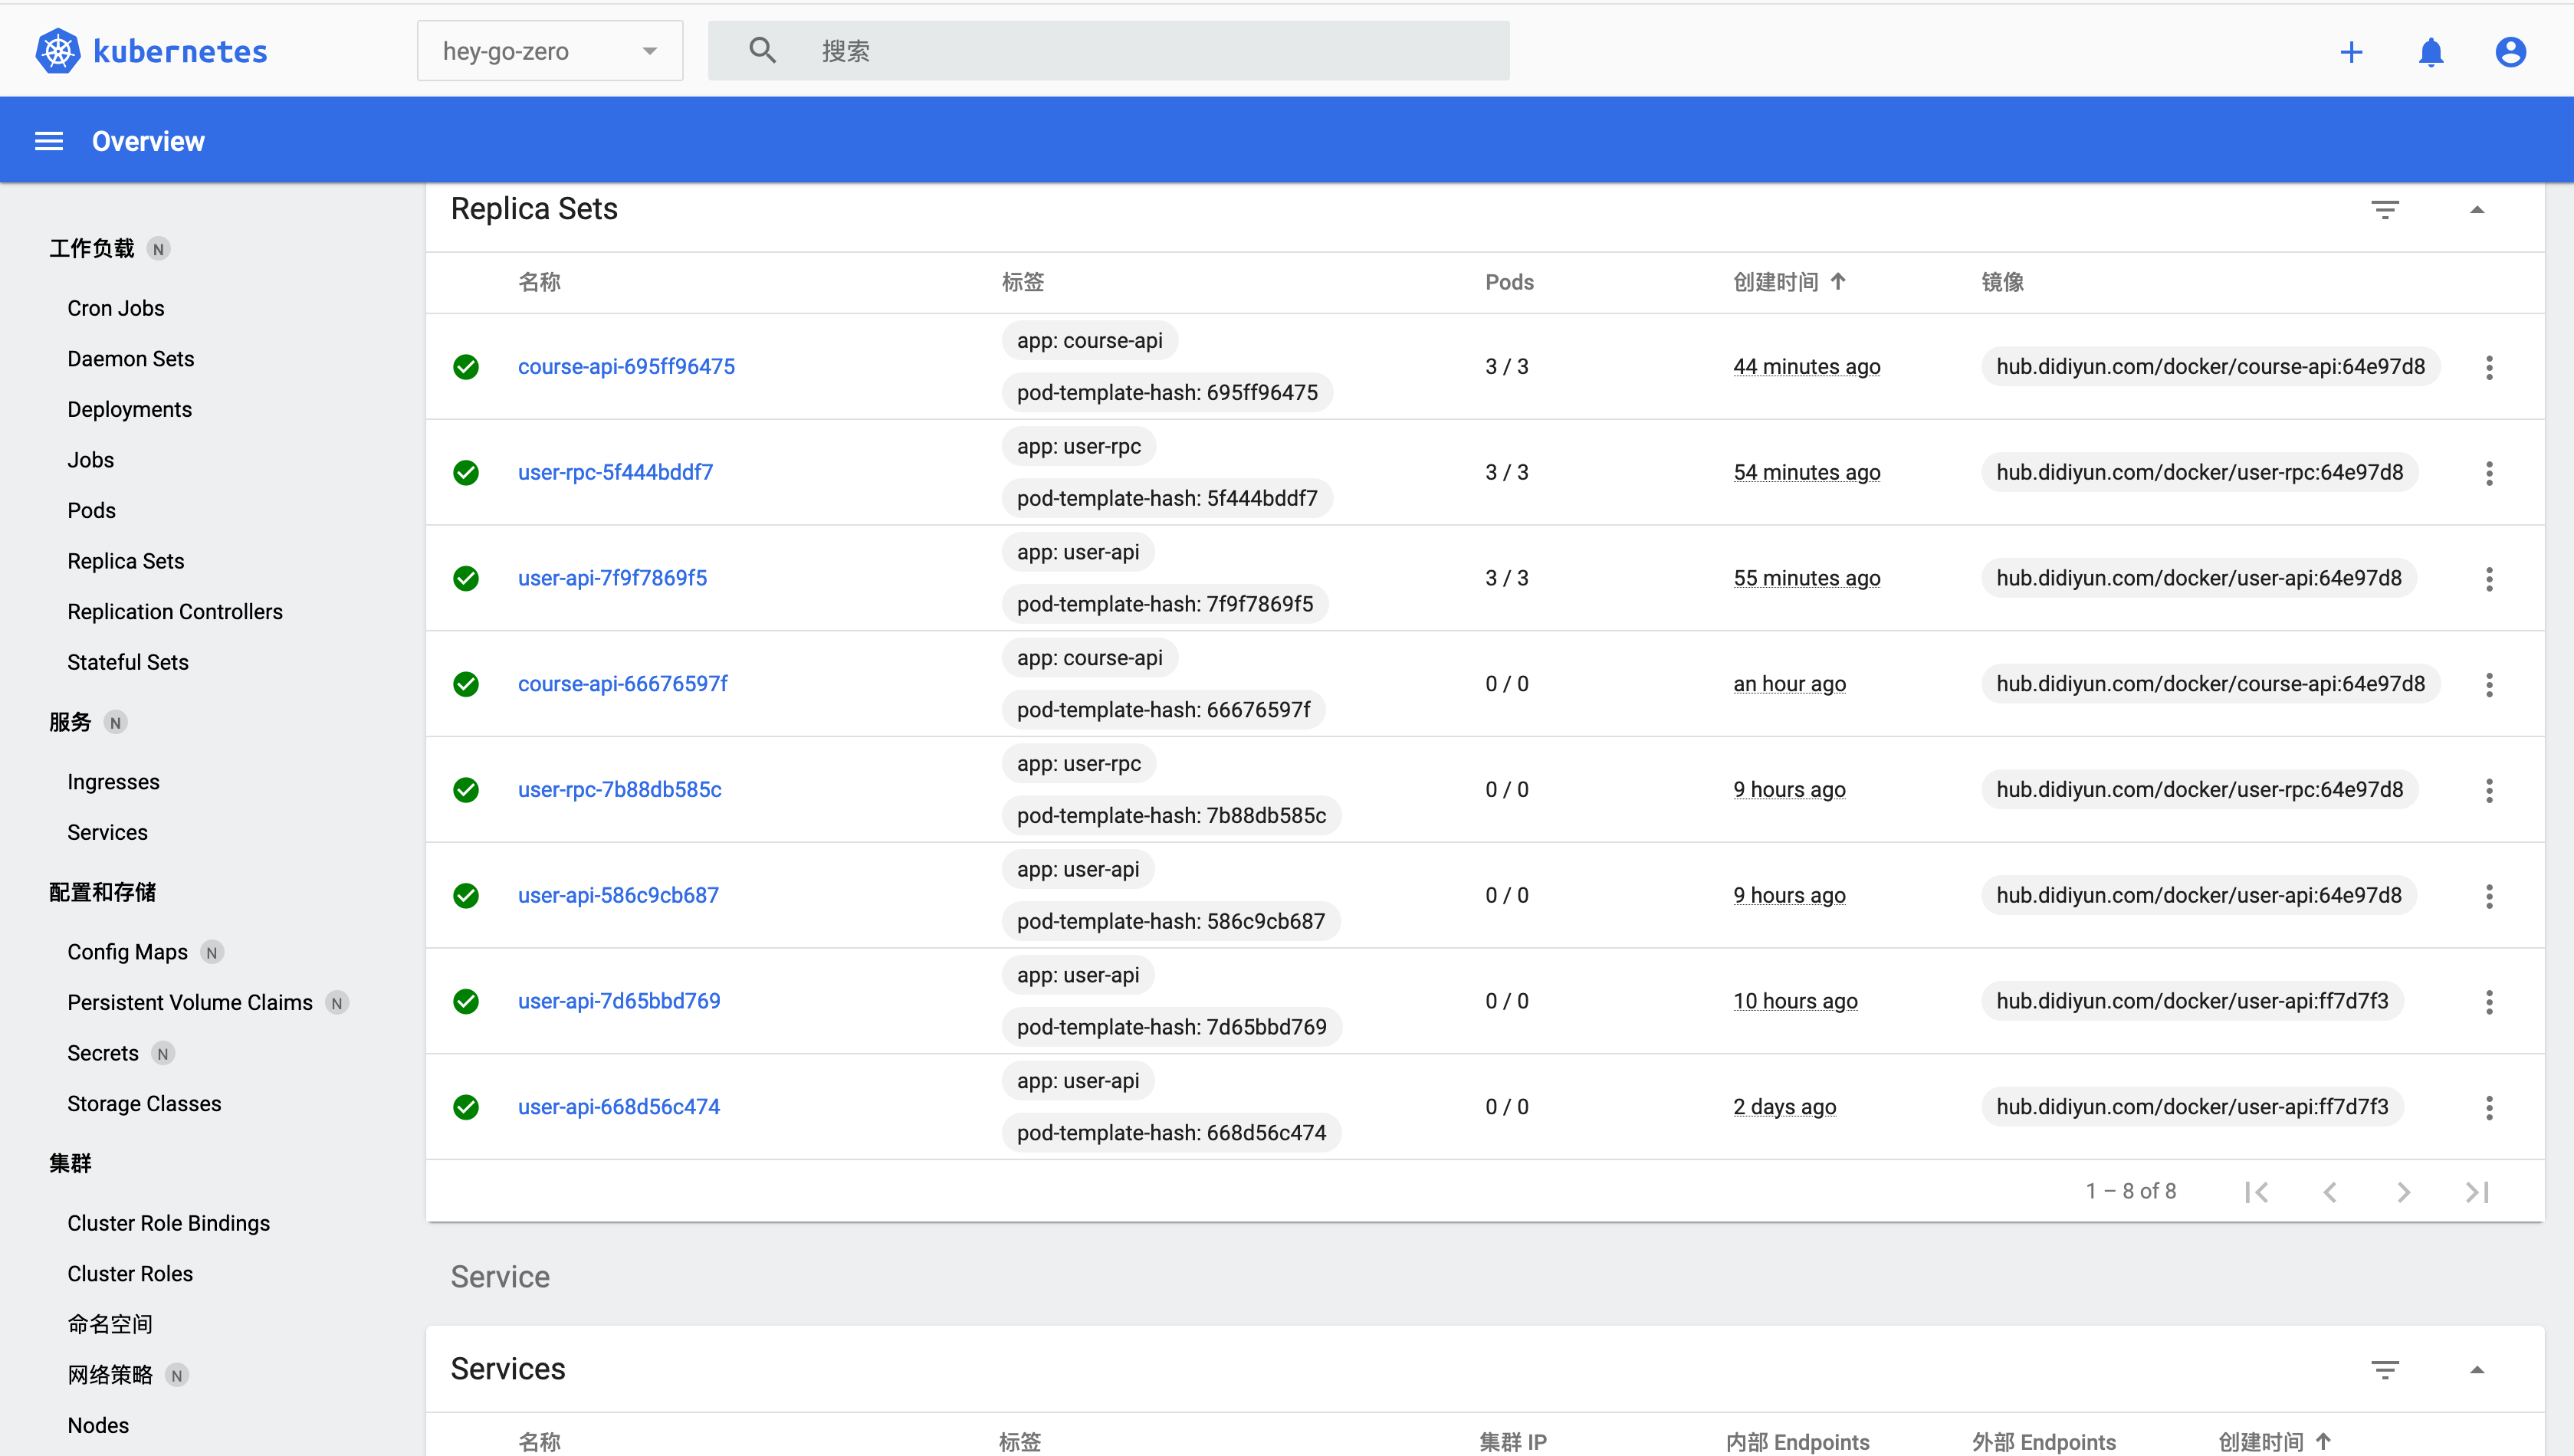 kubernetes
hey-go-zero
搜索
Overview
工作负载 N
Cron Jobs
Daemon Sets
Deployments
Jobs
Pods
Replica Sets
Replication Controllers
Stateful Sets
服务 N
Ingresses
Services
配置和存储
Config Maps N
Persistent Volume Claims N
Secrets N
Storage Classes
集群
Cluster Role Bindings
Cluster Roles
命名空间
网络策略 N
Nodes
Replica Sets
名称 标签 Pods 创建时间 镜像
app: course-api
course-api-695ff96475 3 / 3 44 minutes ago hub.didiyun.com/docker/course-api:64e97d8
pod-template-hash: 695ff96475
app: user-rpc
user-rpc-5f444bddf7 3 / 3 54 minutes ago hub.didiyun.com/docker/user-rpc:64e97d8
pod-template-hash: 5f444bddf7
app: user-api
user-api-7f9f7869f5 3 / 3 55 minutes ago hub.didiyun.com/docker/user-api:64e97d8
pod-template-hash: 7f9f7869f5
app: course-api
course-api-66676597f 0 / 0 an hour ago hub.didiyun.com/docker/course-api:64e97d8
pod-template-hash: 66676597f
app: user-rpc
user-rpc-7b88db585c 0 / 0 9 hours ago hub.didiyun.com/docker/user-rpc:64e97d8
pod-template-hash: 7b88db585c
app: user-api
user-api-586c9cb687 0 / 0 9 hours ago hub.didiyun.com/docker/user-api:64e97d8
pod-template-hash: 586c9cb687
app: user-api
user-api-7d65bbd769 0 / 0 10 hours ago hub.didiyun.com/docker/user-api:ff7d7f3
pod-template-hash: 7d65bbd769
app: user-api
user-api-668d56c474 0 / 0 2 days ago hub.didiyun.com/docker/user-api:ff7d7f3
pod-template-hash: 668d56c474
1 – 8 of 8
Service
Services
名称 标签 集群 IP 内部 Endpoints 外部 Endpoints 创建时间